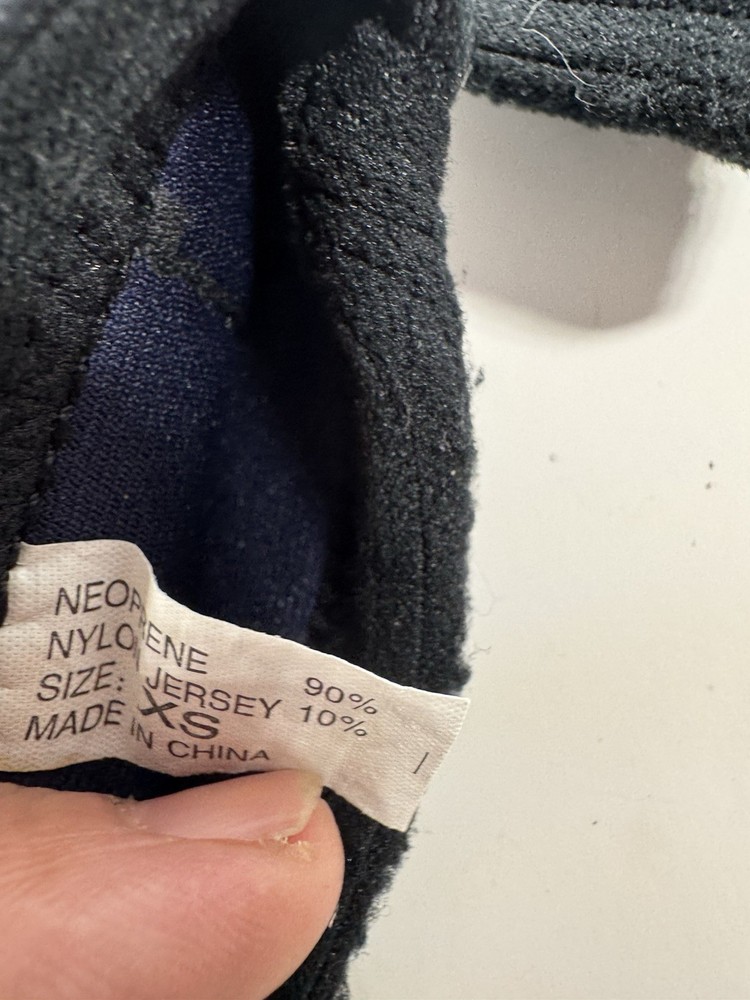 NEOPRENE 90%
NYLON JERSEY 10%
SIZE: XS
MADE IN CHINA